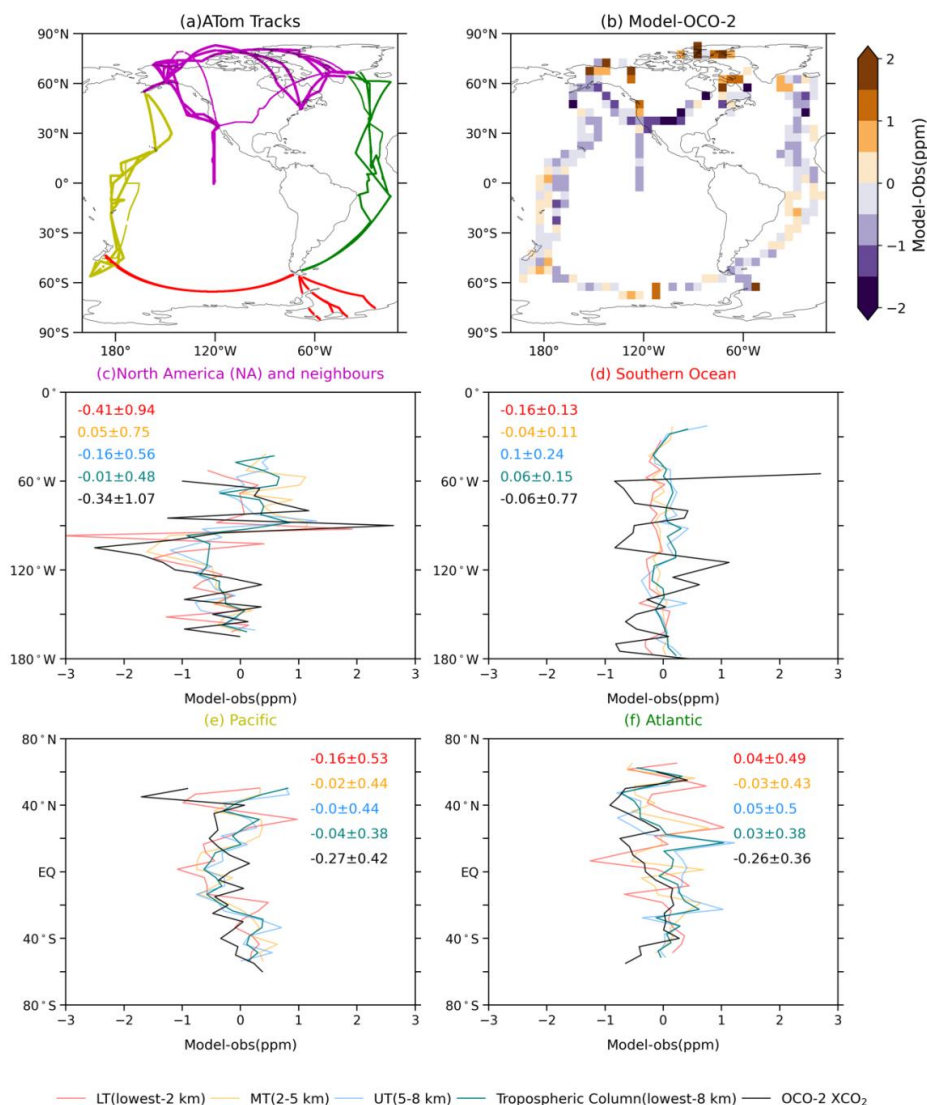 (a)ATom Tracks
(b) Model-OCO-2
90°N
60°N
30°N
0°
30°S
60°S
90°S
180°
120°W
60°W
180°
120°W
60°W
2
1
0
−1
−2
Model-Obs(ppm)
(c)North America (NA) and neighbours
(d) Southern Ocean
0°
60°W
120°W
180°W
-0.41±0.94
0.05±0.75
-0.16±0.56
-0.01±0.48
-0.34±1.07
−3 −2 −1 0 1 2 3
Model-obs(ppm)
0°
60°W
120°W
180°W
-0.16±0.13
-0.04±0.11
0.1±0.24
0.06±0.15
-0.06±0.77
−3 −2 −1 0 1 2 3
Model-obs(ppm)
(e) Pacific
(f) Atlantic
80°N
40°N
EQ
40°S
80°S
-0.16±0.53
-0.02±0.44
-0.0±0.44
-0.04±0.38
-0.27±0.42
−3 −2 −1 0 1 2 3
Model-obs(ppm)
80°N
40°N
EQ
40°S
80°S
0.04±0.49
-0.03±0.43
0.05±0.5
0.03±0.38
-0.26±0.36
−3 −2 −1 0 1 2 3
Model-obs(ppm)
LT(lowest-2 km) MT(2-5 km) UT(5-8 km) Tropospheric Column(lowest-8 km) OCO-2 XCO₂